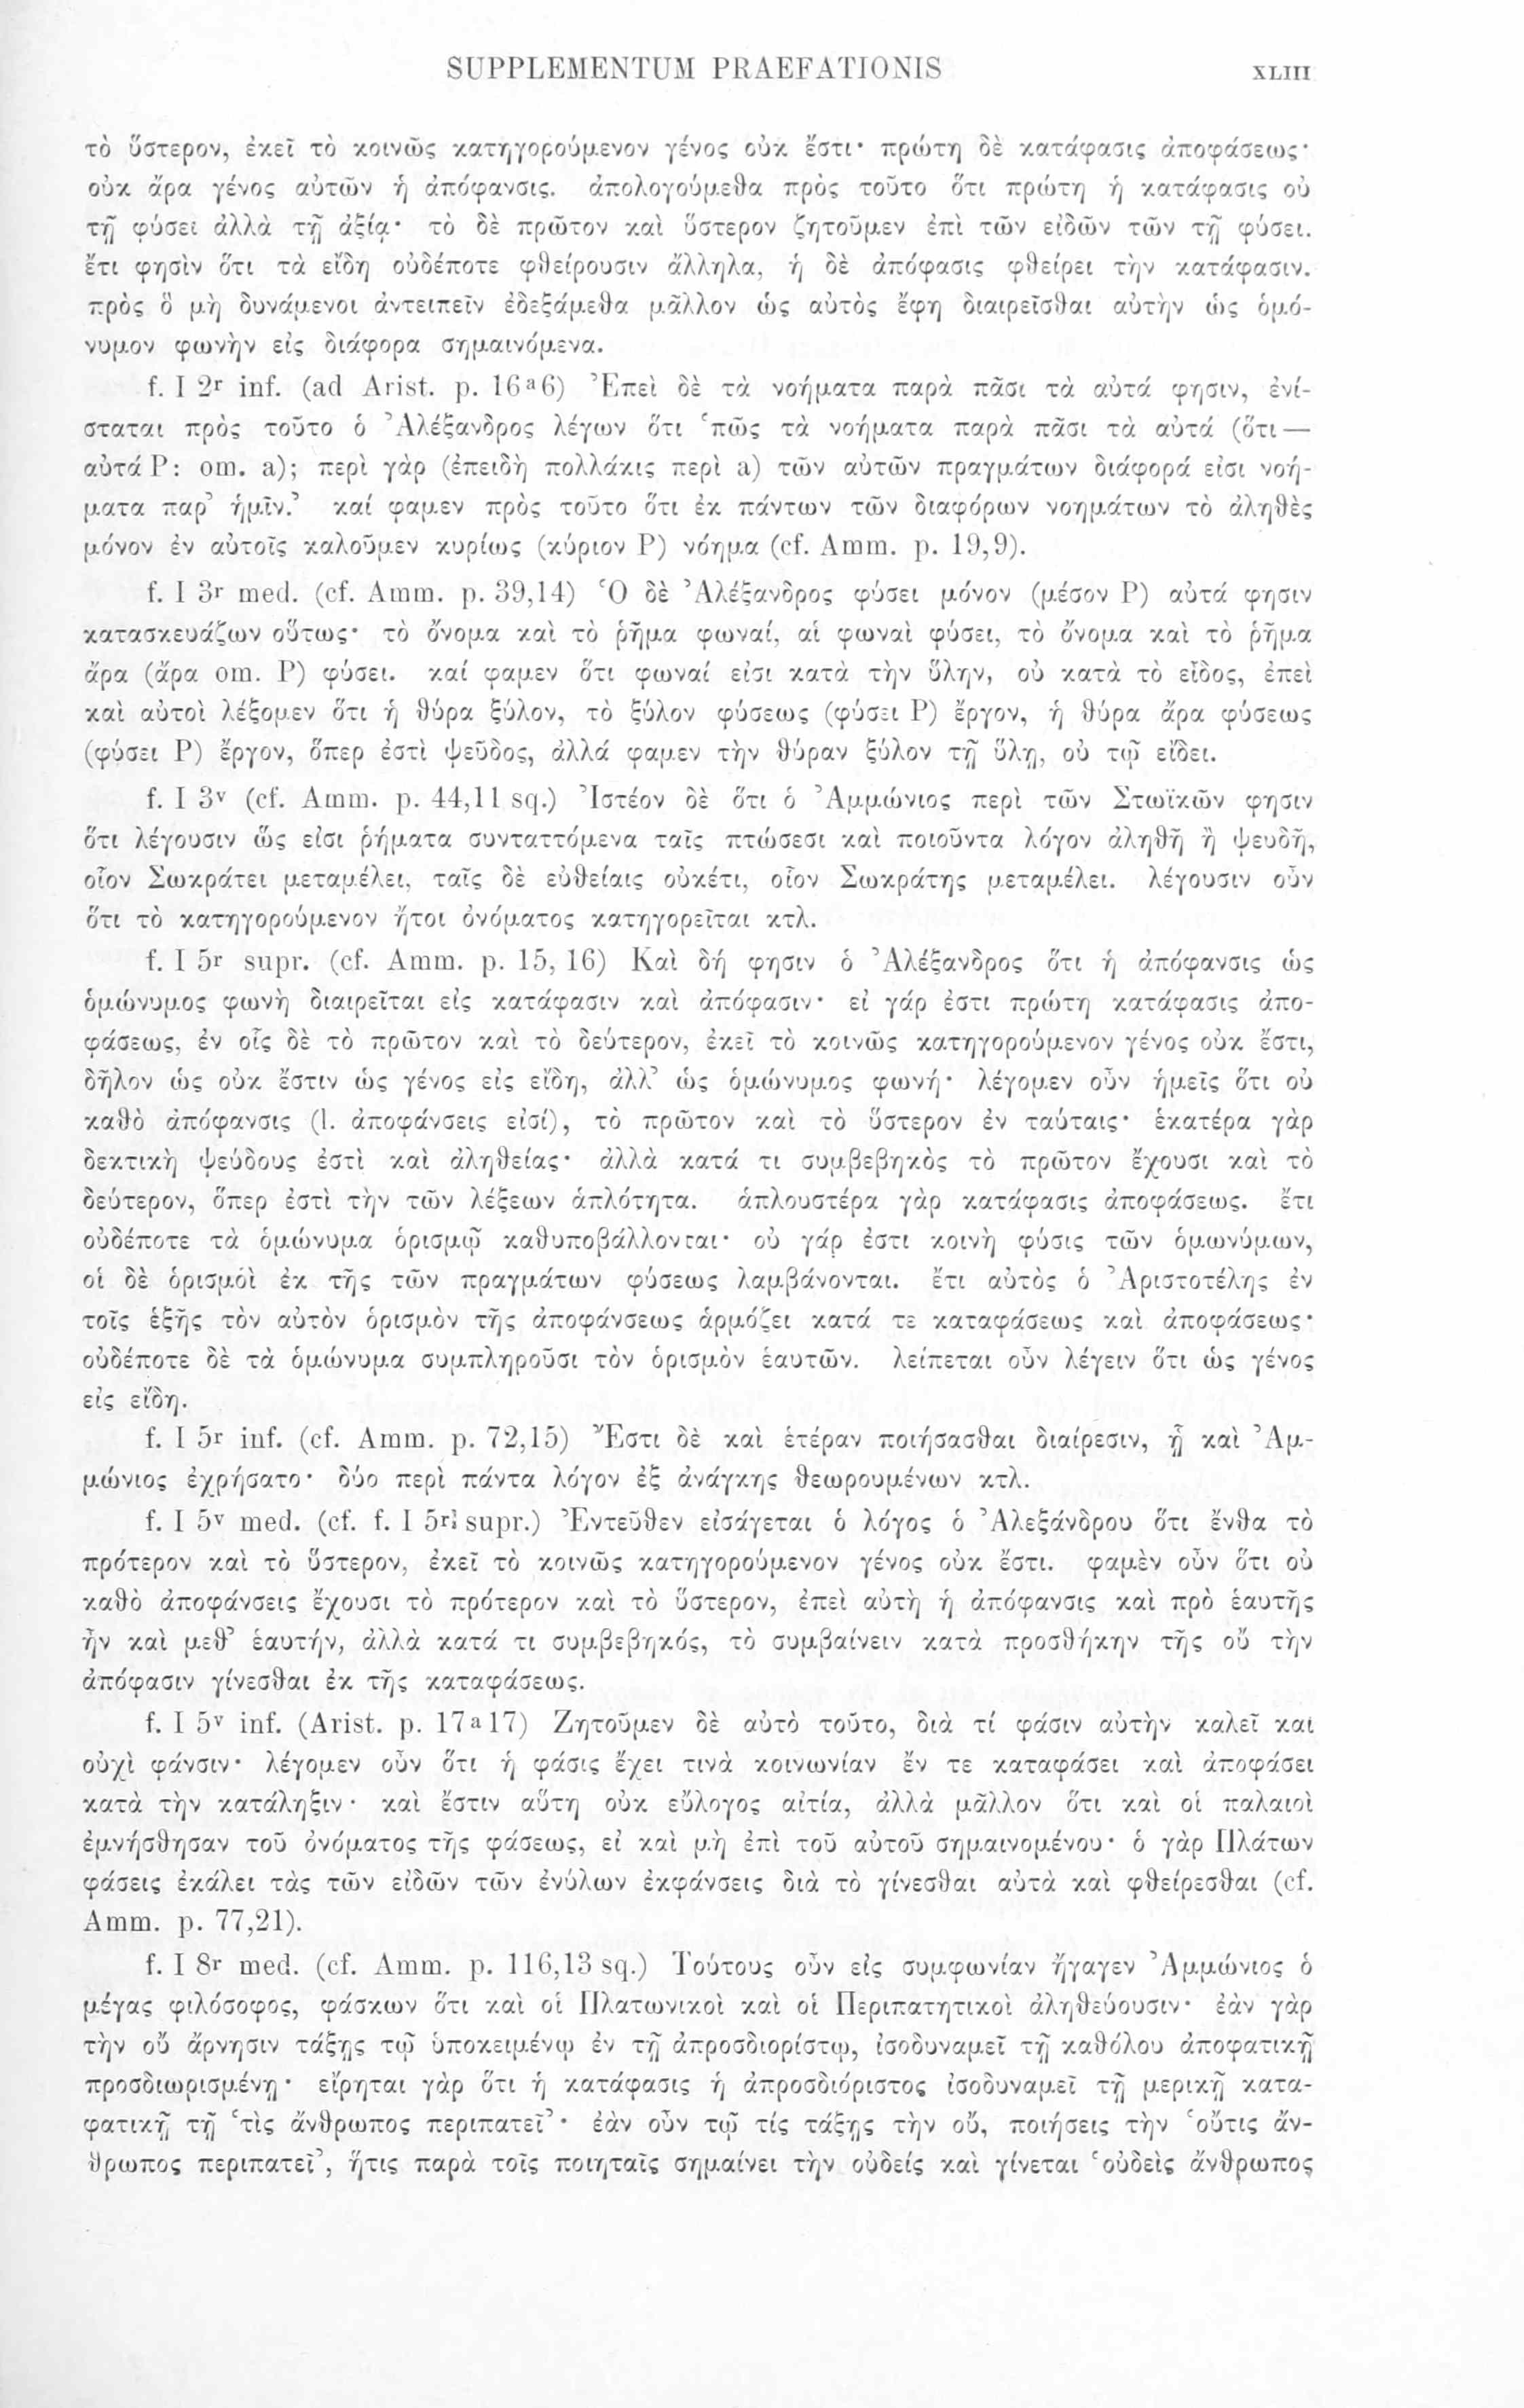 SUPPLEMENTUM PRAEFATIONIS XLIII
τὸ ὕστερον, ἐκεῖ τὸ κοινῶς κατηγορούμενον γένος οὐκ ἔστι· πρώτη δὲ κατάφασις ἀποφάσεως·
οὐκ ἄρα γένος αὐτῶν ἡ ἀπόφανσις. ἀπολογούμεθα πρὸς τοῦτο ὅτι πρώτη ἡ κατάφασις οὐ
τῇ φύσει ἀλλὰ τῇ ἀξίᾳ· τὸ δὲ πρῶτον καὶ ὕστερον ζητοῦμεν ἐπὶ τῶν εἰδῶν τῶν τῇ φύσει.
ἔτι φησὶν ὅτι τὰ εἴδη οὐδέποτε φθείρουσιν ἄλληλα, ἡ δὲ ἀπόφασις φθείρει τὴν κατάφασιν.
πρὸς ὃ μὴ δυνάμενοι ἀντειπεῖν ἐδεξάμεθα μᾶλλον ὡς αὐτὸς ἔφη διαιρεῖσθαι αὐτὴν ὡς ὁμό-
νυμον φωνὴν εἰς διάφορα σημαινόμενα.
f. I 2r inf. (ad Arist. p. 16a6) Ἐπεὶ δὲ τὰ νοήματα παρὰ πᾶσι τὰ αὐτά φησιν, ἐνί-
σταται πρὸς τοῦτο ὁ Ἀλέξανδρος λέγων ὅτι ‘πῶς τὰ νοήματα παρὰ πᾶσι τὰ αὐτά (ὅτι—
αὐτά P: om. a); περὶ γὰρ (ἐπειδὴ πολλάκις περὶ a) τῶν αὐτῶν πραγμάτων διάφορά εἰσι νοή-
ματα παρ’ ἡμῖν.’ καί φαμεν πρὸς τοῦτο ὅτι ἐκ πάντων τῶν διαφόρων νοημάτων τὸ ἀληθὲς
μόνον ἐν αὐτοῖς καλοῦμεν κυρίως (κύριον P) νόημα (cf. Amm. p. 19,9).
f. I 3r med. (cf. Amm. p. 39,14) Ὁ δὲ Ἀλέξανδρος φύσει μόνον (μέσον P) αὐτά φησιν
κατασκευάζων οὕτως· τὸ ὄνομα καὶ τὸ ῥῆμα φωναί, αἱ φωναὶ φύσει, τὸ ὄνομα καὶ τὸ ῥῆμα
ἄρα (ἄρα om. P) φύσει. καί φαμεν ὅτι φωναί εἰσι κατὰ τὴν ὕλην, οὐ κατὰ τὸ εἶδος, ἐπεὶ
καὶ αὐτοὶ λέξομεν ὅτι ἡ θύρα ξύλον, τὸ ξύλον φύσεως (φύσει P) ἔργον, ἡ θύρα ἄρα φύσεως
(φύσει P) ἔργον, ὅπερ ἐστὶ ψεῦδος, ἀλλά φαμεν τὴν θύραν ξύλον τῇ ὕλῃ, οὐ τῷ εἴδει.
f. I 3v (cf. Amm. p. 44,11 sq.) Ἰστέον δὲ ὅτι ὁ Ἀμμώνιος περὶ τῶν Στωϊκῶν φησιν
ὅτι λέγουσιν ὥς εἰσι ῥήματα συνταττόμενα ταῖς πτώσεσι καὶ ποιοῦντα λόγον ἀληθῆ ἢ ψευδῆ,
οἷον Σωκράτει μεταμέλει, ταῖς δὲ εὐθείαις οὐκέτι, οἷον Σωκράτης μεταμέλει. λέγουσιν οὖν
ὅτι τὸ κατηγορούμενον ἤτοι ὀνόματος κατηγορεῖται κτλ.
f. I 5r supr. (cf. Amm. p. 15, 16) Καὶ δή φησιν ὁ Ἀλέξανδρος ὅτι ἡ ἀπόφανσις ὡς
ὁμώνυμος φωνὴ διαιρεῖται εἰς κατάφασιν καὶ ἀπόφασιν· εἰ γάρ ἐστι πρώτη κατάφασις ἀπο-
φάσεως, ἐν οἷς δὲ τὸ πρῶτον καὶ τὸ δεύτερον, ἐκεῖ τὸ κοινῶς κατηγορούμενον γένος οὐκ ἔστι,
δῆλον ὡς οὐκ ἔστιν ὡς γένος εἰς εἴδη, ἀλλ’ ὡς ὁμώνυμος φωνή· λέγομεν οὖν ἡμεῖς ὅτι οὐ
καθὸ ἀπόφανσις (l. ἀποφάνσεις εἰσί), τὸ πρῶτον καὶ τὸ ὕστερον ἐν ταύταις· ἑκατέρα γὰρ
δεκτικὴ ψεύδους ἐστὶ καὶ ἀληθείας· ἀλλὰ κατά τι συμβεβηκὸς τὸ πρῶτον ἔχουσι καὶ τὸ
δεύτερον, ὅπερ ἐστὶ τὴν τῶν λέξεων ἁπλότητα. ἁπλουστέρα γὰρ κατάφασις ἀποφάσεως. ἔτι
οὐδέποτε τὰ ὁμώνυμα ὁρισμῷ καθυποβάλλονται· οὐ γάρ ἐστι κοινὴ φύσις τῶν ὁμωνύμων,
οἱ δὲ ὁρισμοὶ ἐκ τῆς τῶν πραγμάτων φύσεως λαμβάνονται. ἔτι αὐτὸς ὁ Ἀριστοτέλης ἐν
τοῖς ἑξῆς τὸν αὐτὸν ὁρισμὸν τῆς ἀποφάνσεως ἁρμόζει κατά τε καταφάσεως καὶ ἀποφάσεως·
οὐδέποτε δὲ τὰ ὁμώνυμα συμπληροῦσι τὸν ὁρισμὸν ἑαυτῶν. λείπεται οὖν λέγειν ὅτι ὡς γένος
εἰς εἴδη.
f. I 5r inf. (cf. Amm. p. 72,15) Ἔστι δὲ καὶ ἑτέραν ποιήσασθαι διαίρεσιν, ᾗ καὶ Ἀμ-
μώνιος ἐχρήσατο· δύο περὶ πάντα λόγον ἐξ ἀνάγκης θεωρουμένων κτλ.
f. I 5v med. (cf. f. I 5r supr.) Ἐντεῦθεν εἰσάγεται ὁ λόγος ὁ Ἀλεξάνδρου ὅτι ἔνθα τὸ
πρότερον καὶ τὸ ὕστερον, ἐκεῖ τὸ κοινῶς κατηγορούμενον γένος οὐκ ἔστι. φαμὲν οὖν ὅτι οὐ
καθὸ ἀποφάνσεις ἔχουσι τὸ πρότερον καὶ τὸ ὕστερον, ἐπεὶ αὐτὴ ἡ ἀπόφανσις καὶ πρὸ ἑαυτῆς
ἦν καὶ μεθ’ ἑαυτήν, ἀλλὰ κατά τι συμβεβηκός, τὸ συμβαίνειν κατὰ προσθήκην τῆς οὔ τὴν
ἀπόφασιν γίνεσθαι ἐκ τῆς καταφάσεως.
f. I 5v inf. (Arist. p. 17a17) Ζητοῦμεν δὲ αὐτὸ τοῦτο, διὰ τί φάσιν αὐτὴν καλεῖ καὶ
οὐχὶ φάνσιν· λέγομεν οὖν ὅτι ἡ φάσις ἔχει τινὰ κοινωνίαν ἔν τε καταφάσει καὶ ἀποφάσει
κατὰ τὴν κατάληξιν· καὶ ἔστιν αὕτη οὐκ εὔλογος αἰτία, ἀλλὰ μᾶλλον ὅτι καὶ οἱ παλαιοὶ
ἐμνήσθησαν τοῦ ὀνόματος τῆς φάσεως, εἰ καὶ μὴ ἐπὶ τοῦ αὐτοῦ σημαινομένου· ὁ γὰρ Πλάτων
φάσεις ἐκάλει τὰς τῶν εἰδῶν τῶν ἐνύλων ἐκφάνσεις διὰ τὸ γίνεσθαι αὐτὰ καὶ φθείρεσθαι (cf.
Amm. p. 77,21).
f. I 8r med. (cf. Amm. p. 116,13 sq.) Τούτους οὖν εἰς συμφωνίαν ἤγαγεν Ἀμμώνιος ὁ
μέγας φιλόσοφος, φάσκων ὅτι καὶ οἱ Πλατωνικοὶ καὶ οἱ Περιπατητικοὶ ἀληθεύουσιν· ἐὰν γὰρ
τὴν οὔ ἄρνησιν τάξῃς τῷ ὑποκειμένῳ ἐν τῇ ἀπροσδιορίστῳ, ἰσοδυναμεῖ τῇ καθόλου ἀποφατικῇ
προσδιωρισμένῃ· εἴρηται γὰρ ὅτι ἡ κατάφασις ἡ ἀπροσδιόριστος ἰσοδυναμεῖ τῇ μερικῇ κατα-
φατικῇ τῇ ‘τὶς ἄνθρωπος περιπατεῖ’· ἐὰν οὖν τῷ τίς τάξῃς τὴν οὔ, ποιήσεις τὴν ‘οὔτις ἄν-
θρωπος περιπατεῖ’, ἥτις παρὰ τοῖς ποιηταῖς σημαίνει τὴν οὐδείς καὶ γίνεται ‘οὐδεὶς ἄνθρωπος